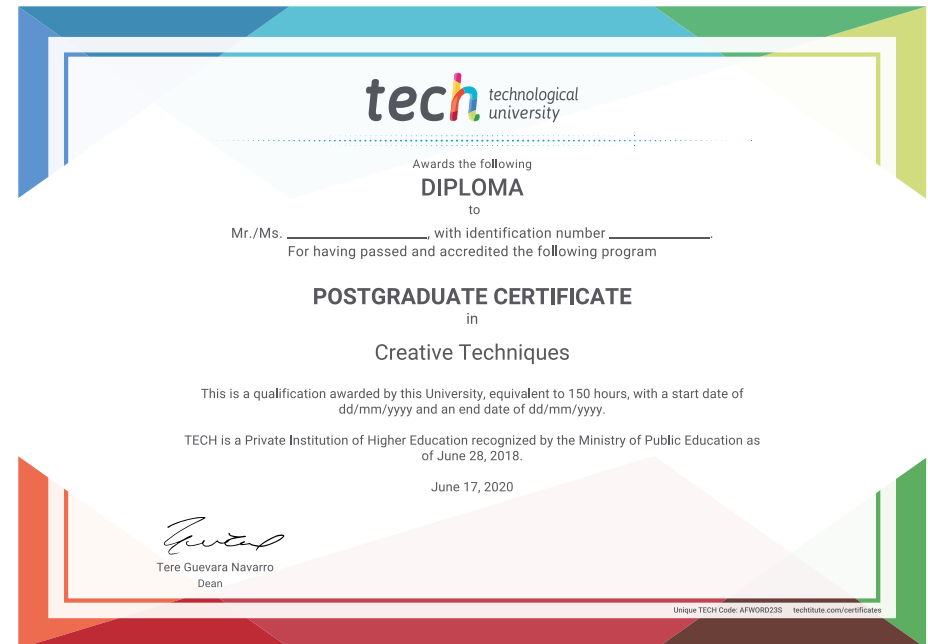 tech technological
university
Awards the following
DIPLOMA
to
Mr./Ms. ____________________, with identification number ______________.
For having passed and accredited the following program
POSTGRADUATE CERTIFICATE
in
Creative Techniques
This is a qualification awarded by this University, equivalent to 150 hours, with a start date of
dd/mm/yyyy and an end date of dd/mm/yyyy.
TECH is a Private Institution of Higher Education recognized by the Ministry of Public Education as
of June 28, 2018.
June 17, 2020
Tere Guevara Navarro
Dean
Unique TECH Code: AFWORD23S techtitute.com/certificates